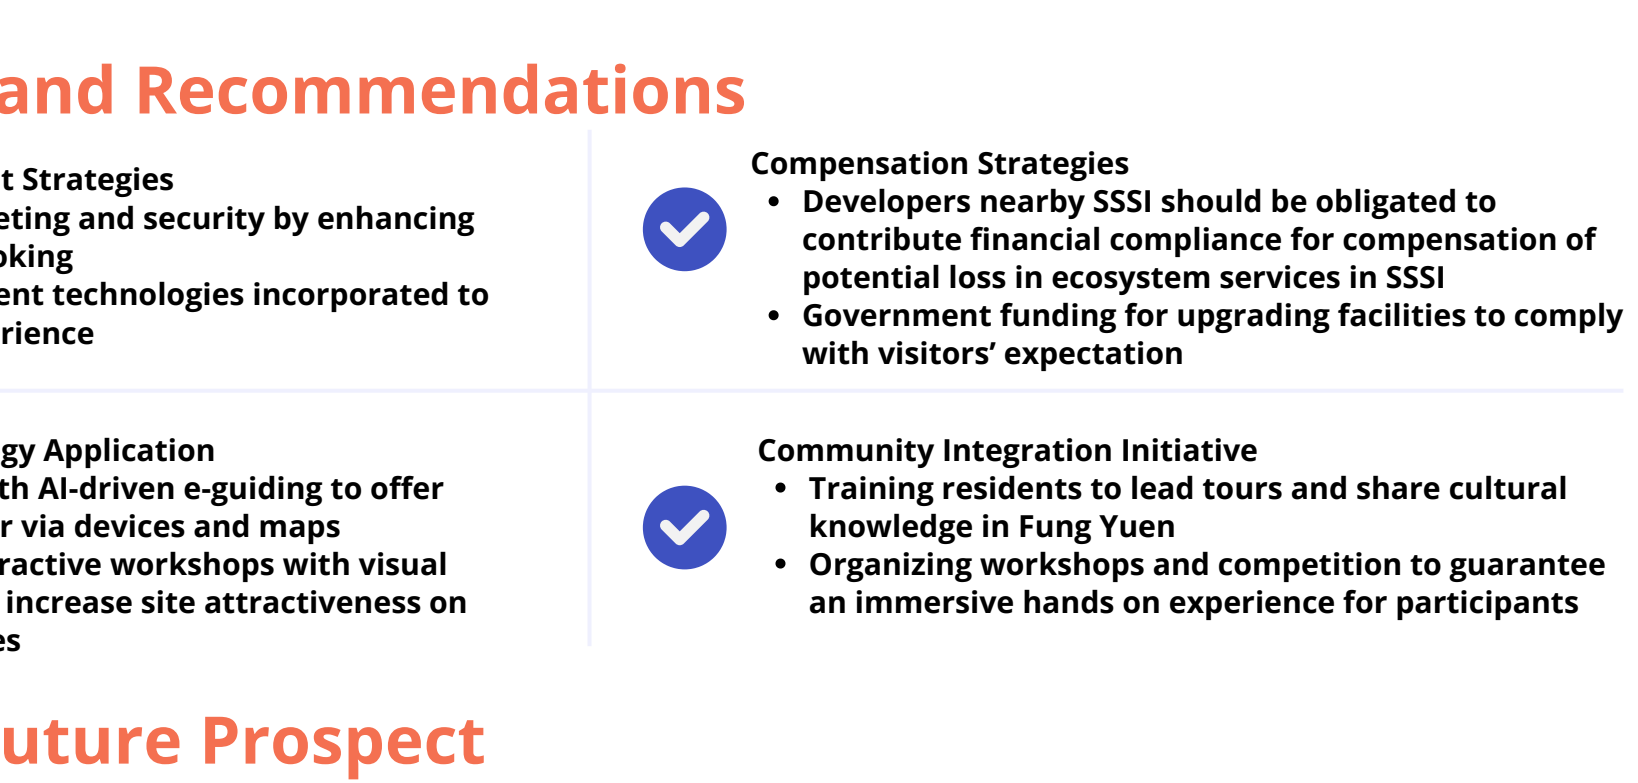 and Recommendations
t Strategies
eting and security by enhancing
oking
ent technologies incorporated to
rience
Compensation Strategies
• Developers nearby SSSI should be obligated to
contribute financial compliance for compensation of
potential loss in ecosystem services in SSSI
• Government funding for upgrading facilities to comply
with visitors’ expectation
gy Application
th AI-driven e-guiding to offer
r via devices and maps
ractive workshops with visual
increase site attractiveness on
es
Community Integration Initiative
• Training residents to lead tours and share cultural
knowledge in Fung Yuen
• Organizing workshops and competition to guarantee
an immersive hands on experience for participants
uture Prospect